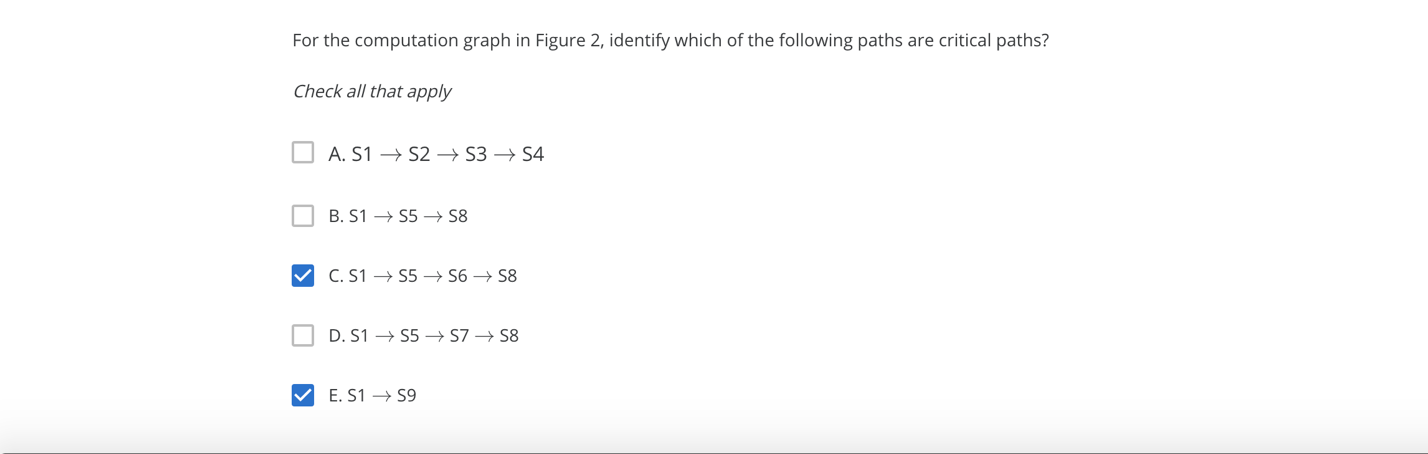 For the computation graph in Figure 2, identify which of the following paths are critical paths?
Check all that apply
A. S1 → S2 → S3 → S4
B. S1 → S5 → S8
C. S1 → S5 → S6 → S8
D. S1 → S5 → S7 → S8
E. S1 → S9